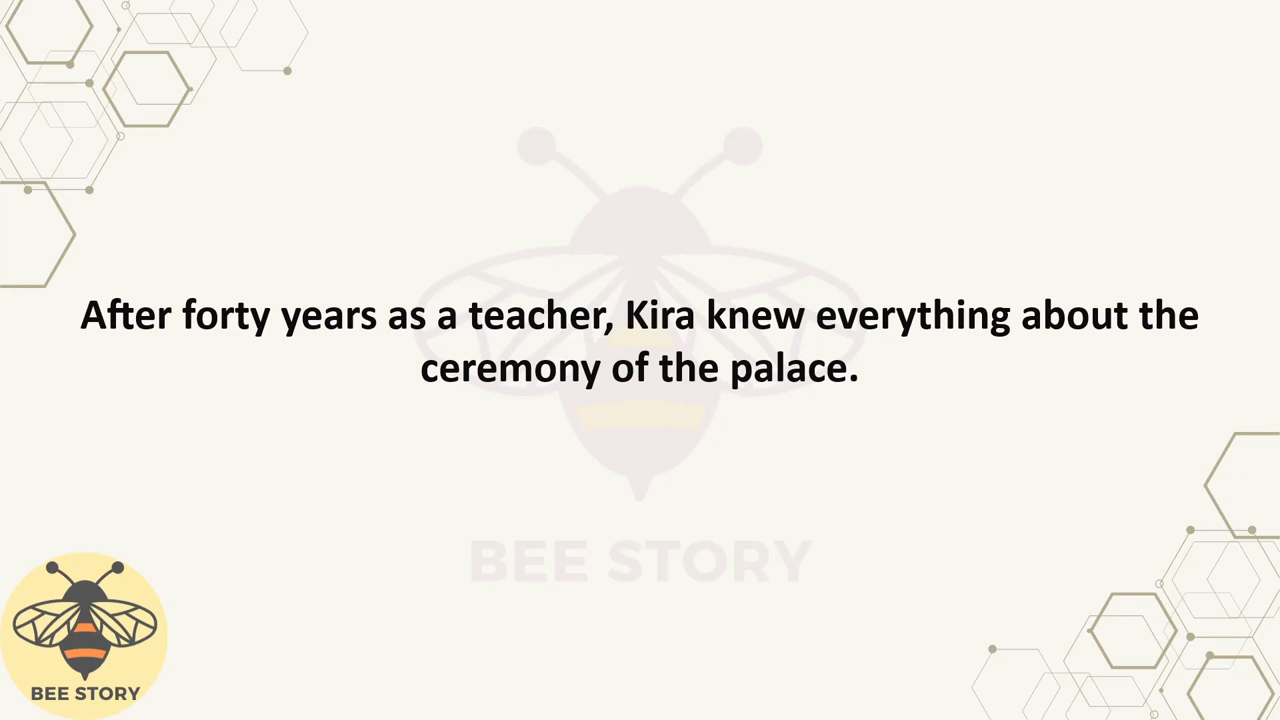 After forty years as a teacher, Kira knew everything about the
ceremony of the palace.
BEE STORY
BEE STORY